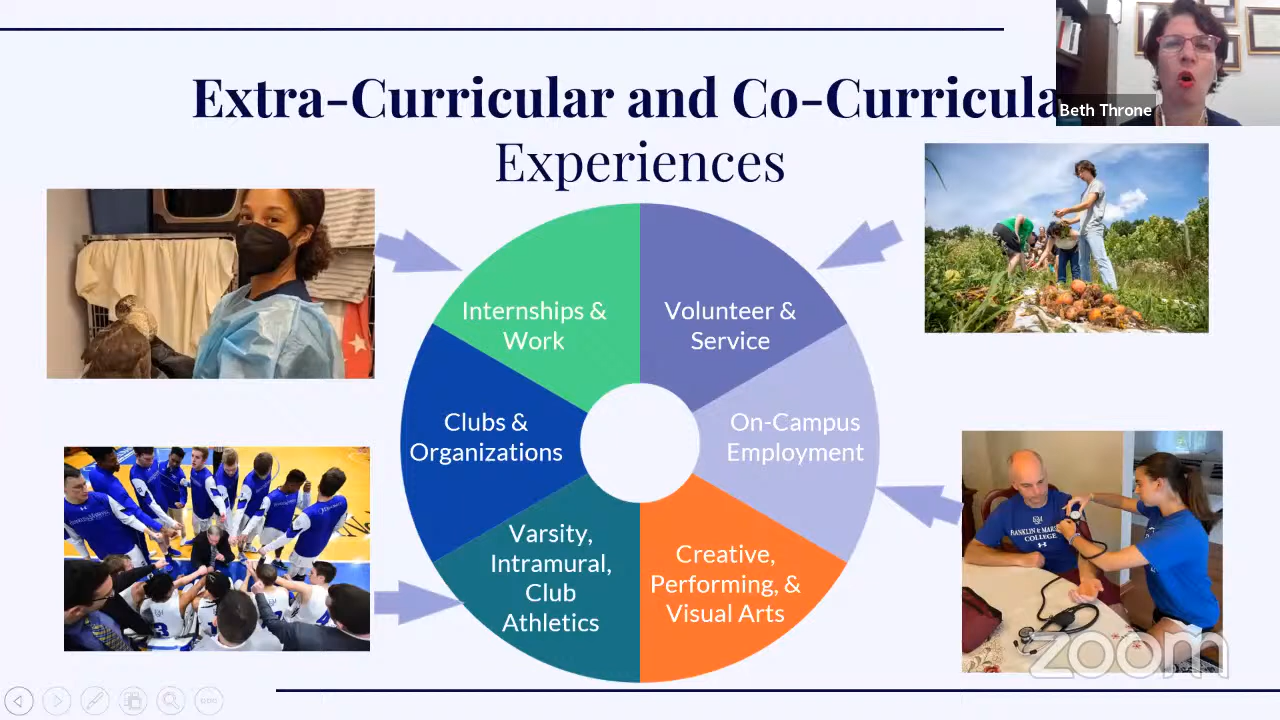 Extra-Curricular and Co-Curricula
Experiences
Beth Throne
Internships &
Work
Volunteer &
Service
Clubs &
Organizations
On-Campus
Employment
Varsity,
Intramural,
Club
Athletics
Creative,
Performing, &
Visual Arts
COLLEGE
zoom